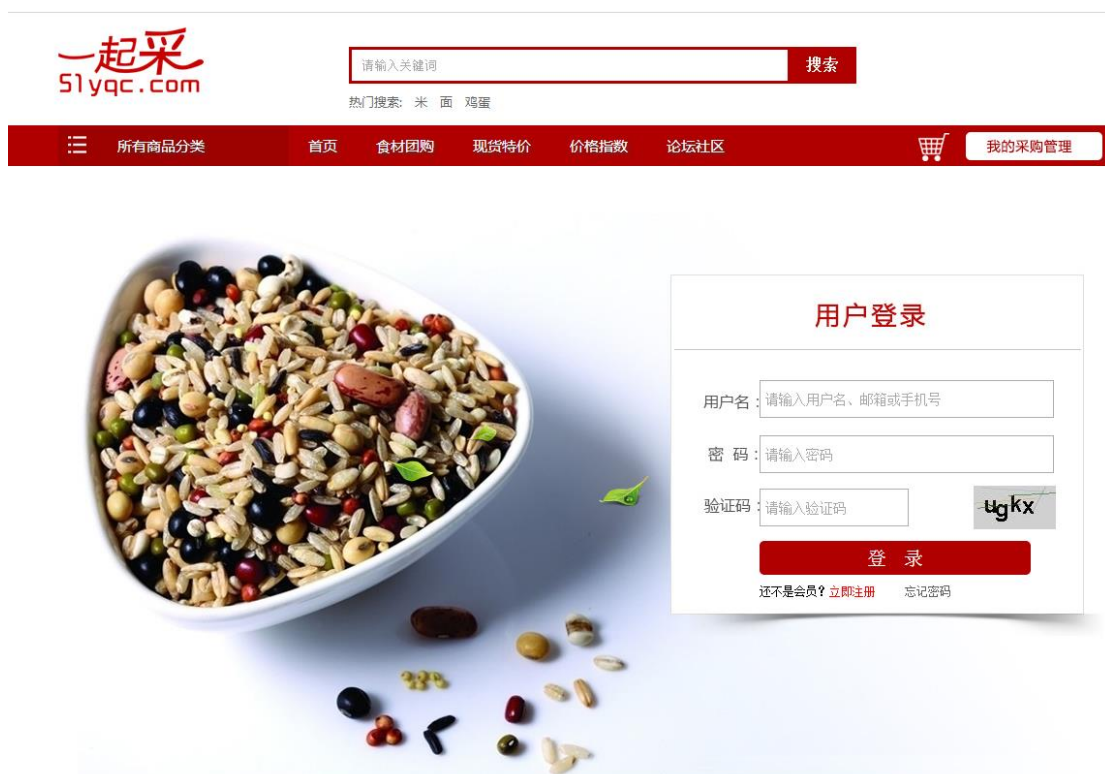 一起采
51yqc.com
请输入关键词
搜索
热门搜索: 米 面 鸡蛋
所有商品分类 首页 食材团购 现货特价 价格指数 论坛社区 我的采购管理
用户登录
用户名: 请输入用户名、邮箱或手机号
密 码: 请输入密码
验证码: 请输入验证码 ugkx
登 录
还不是会员? 立即注册 忘记密码